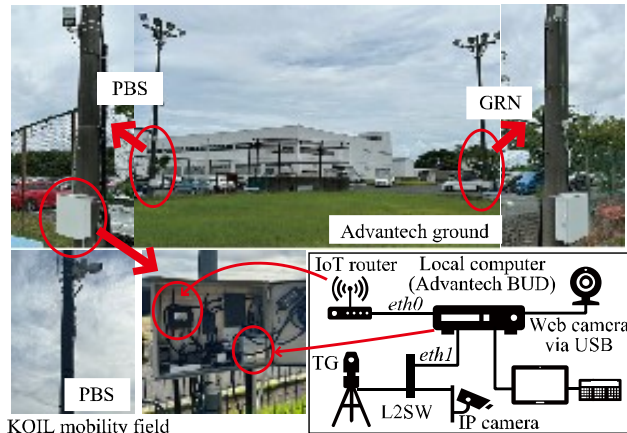 PBS
GRN
Advantech ground
IoT router
Local computer
(Advantech BUD)
eth0
Web camera
via USB
TG
eth1
L2SW
IP camera
PBS
KOIL mobility field